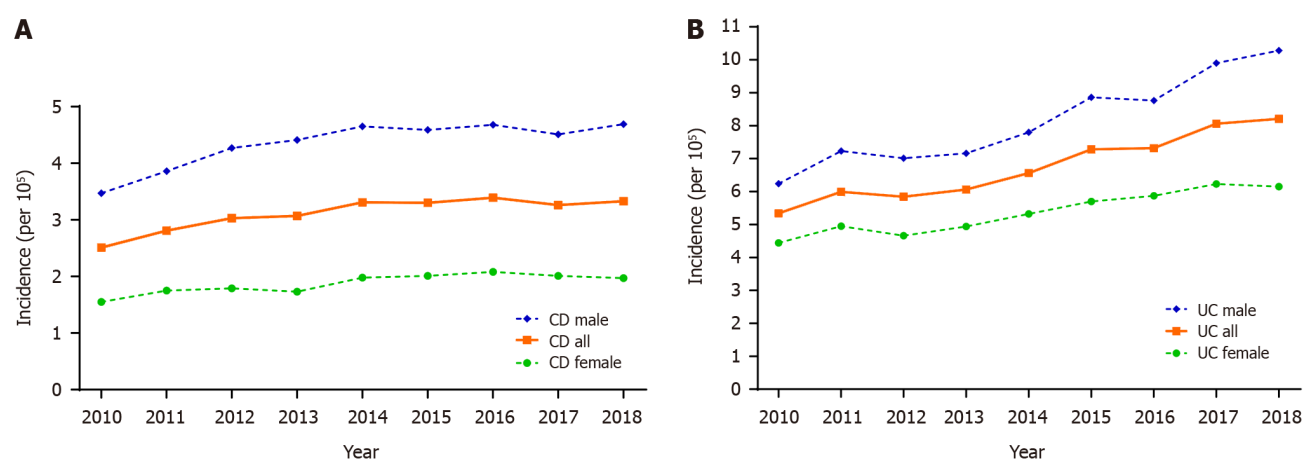 A
Incidence (per 10⁵)
5
4
3
2
1
0
CD male
CD all
CD female
2010 2011 2012 2013 2014 2015 2016 2017 2018
Year
B
Incidence (per 10⁵)
11
10
9
8
7
6
5
4
3
2
1
0
UC male
UC all
UC female
2010 2011 2012 2013 2014 2015 2016 2017 2018
Year